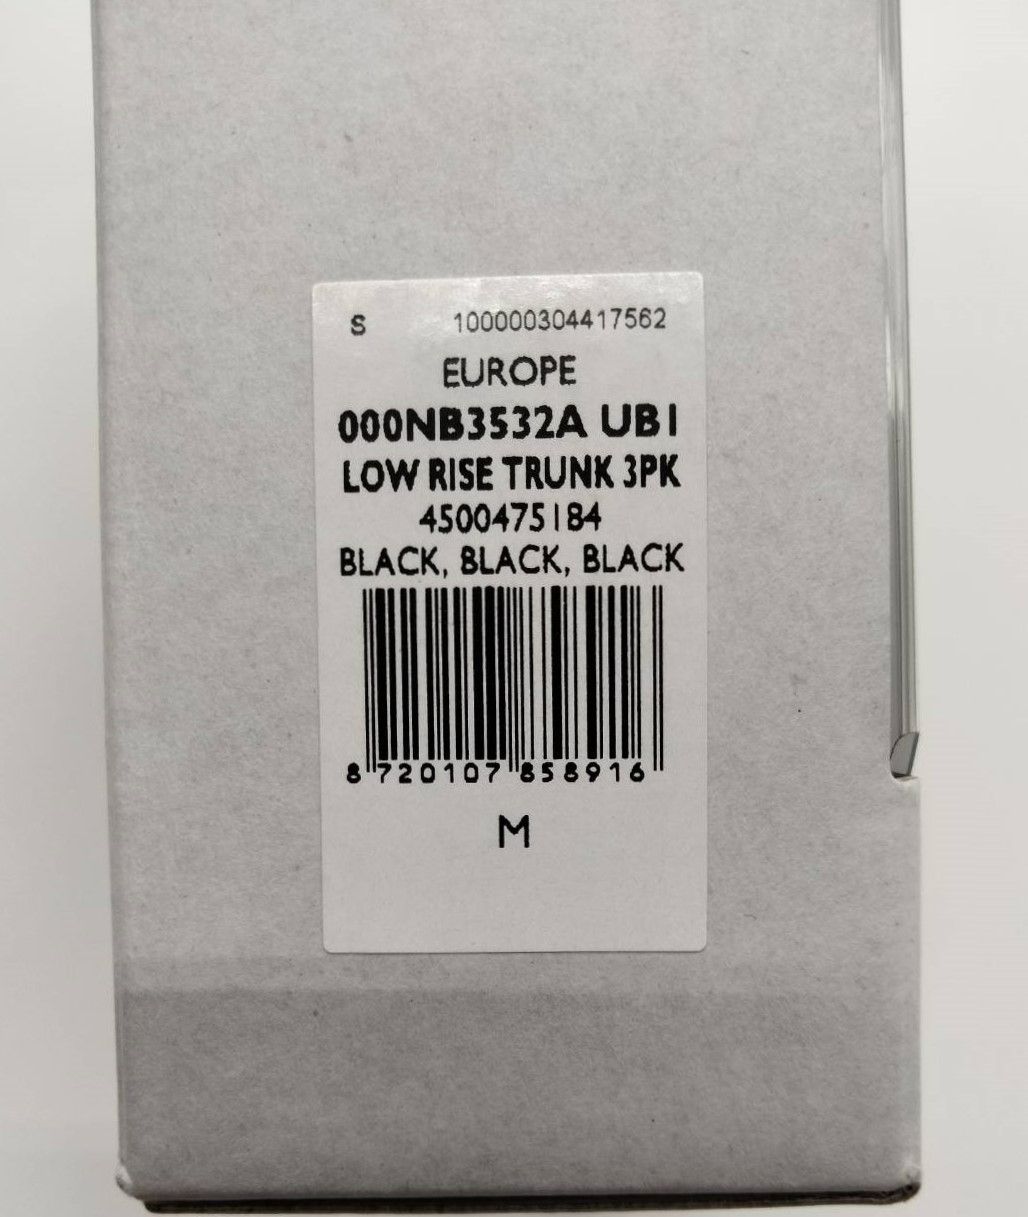 S 100000304417562
EUROPE
000NB3532A UB1
LOW RISE TRUNK 3PK
4500475184
BLACK, BLACK, BLACK
8 720107 858916
M